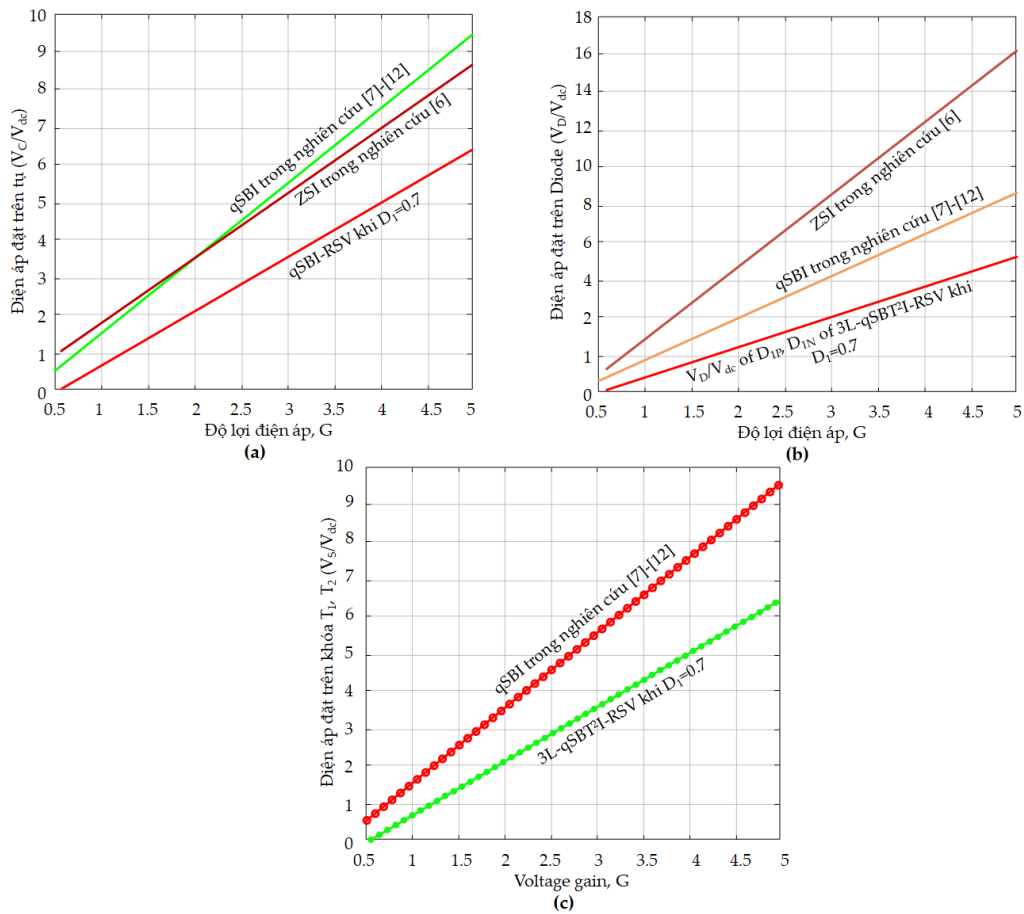 10
9
8
7
6
5
4
3
2
1
0
Điện áp đặt trên tụ (V_C/V_dc)
qSBI trong nghiên cứu [7]-[12]
ZSI trong nghiên cứu [6]
qSBI-RSV khi D₁=0.7
0.5 1 1.5 2 2.5 3 3.5 4 4.5 5
Độ lợi điện áp, G
(a)
18
16
14
12
10
8
6
4
2
1
0
Điện áp đặt trên Diode (V_D/V_dc)
ZSI trong nghiên cứu [6]
qSBI trong nghiên cứu [7]-[12]
V_D/V_dc of D_1P, D_1N of 3L-qSBT²I-RSV khi
D₁=0.7
0.5 1 1.5 2 2.5 3 3.5 4 4.5 5
Độ lợi điện áp, G
(b)
10
9
8
7
6
5
4
3
2
1
0
Điện áp đặt trên khóa T₁, T₂ (V_S/V_dc)
qSBI trong nghiên cứu [7]-[12]
3L-qSBT²I-RSV khi D₁=0.7
0.5 1 1.5 2 2.5 3 3.5 4 4.5 5
Voltage gain, G
(c)